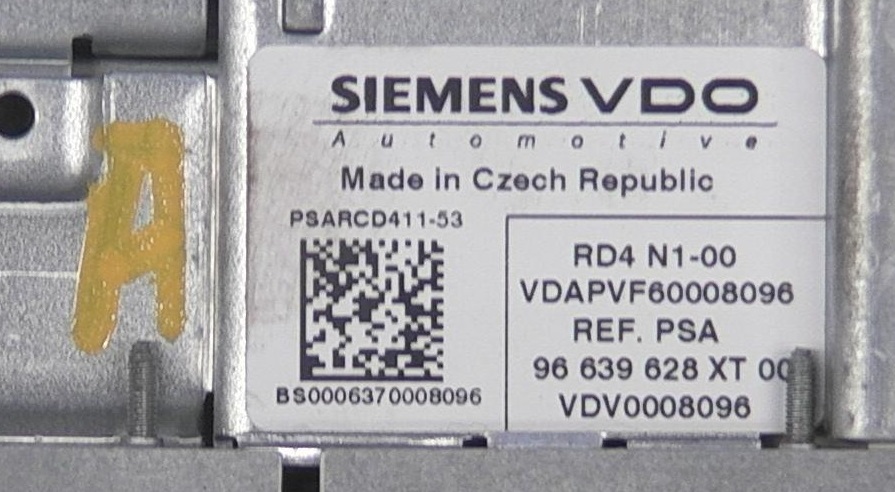 A
SIEMENS VDO
Automotive
Made in Czech Republic
PSARCD411-53
BS0006370008096
RD4 N1-00
VDAPVF60008096
REF. PSA
96 639 628 XT 00
VDV0008096